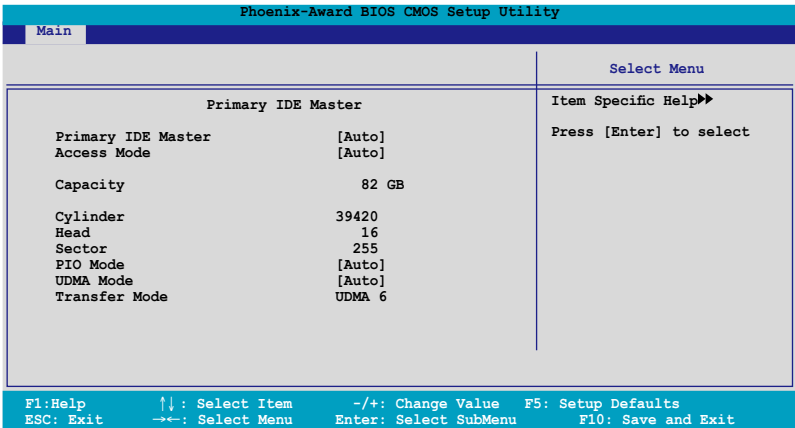 Phoenix-Award BIOS CMOS Setup Utility
Main
Select Menu
Item Specific Help▶▶
Press [Enter] to select
Primary IDE Master
Primary IDE Master [Auto]
Access Mode [Auto]
Capacity 82 GB
Cylinder 39420
Head 16
Sector 255
PIO Mode [Auto]
UDMA Mode [Auto]
Transfer Mode UDMA 6
F1:Help ↑↓: Select Item -/+: Change Value F5: Setup Defaults
ESC: Exit →←: Select Menu Enter: Select SubMenu F10: Save and Exit